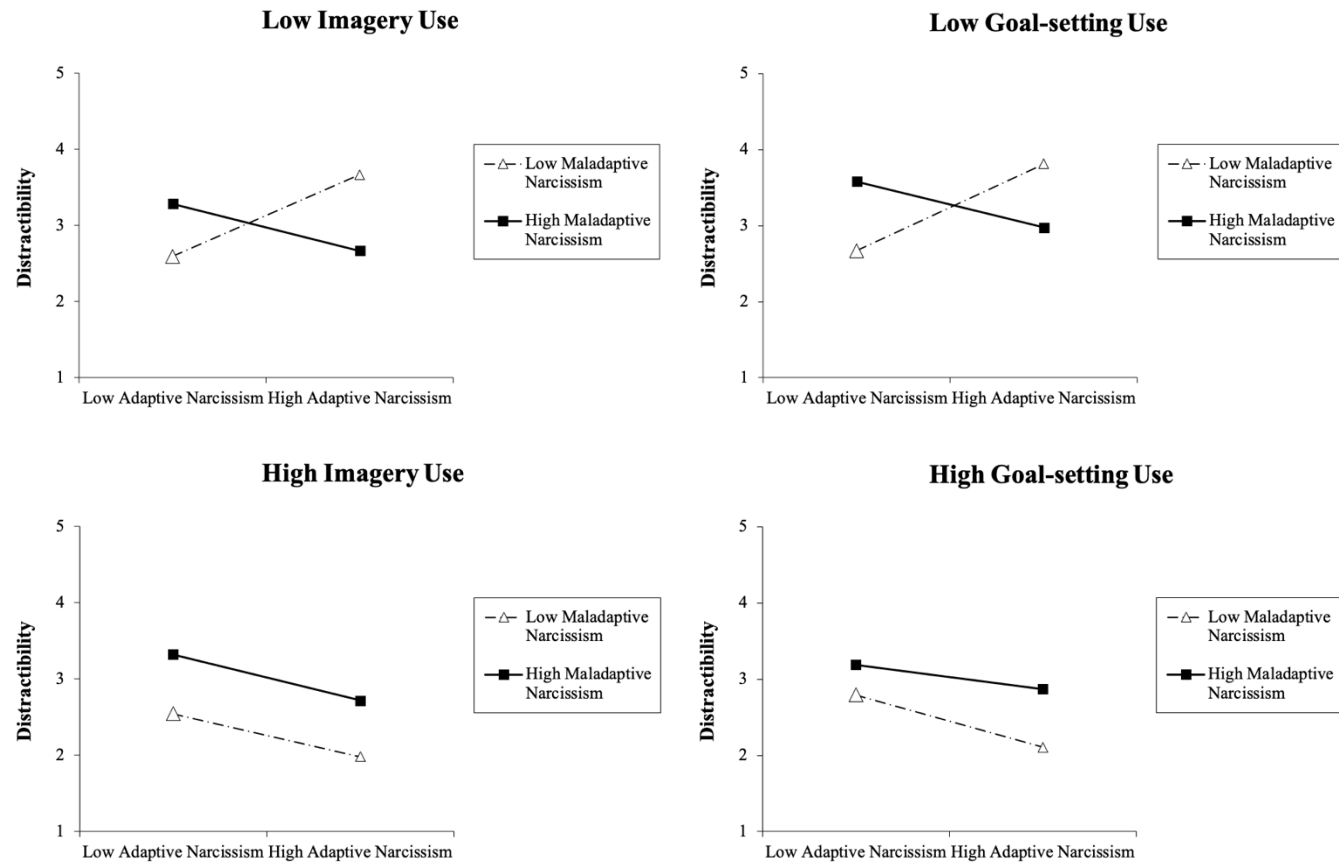 Low Imagery Use
5
4
3
2
1
Distractibility
Low Adaptive Narcissism High Adaptive Narcissism
Low Maladaptive
Narcissism
High Maladaptive
Narcissism
Low Goal-setting Use
5
4
3
2
1
Distractibility
Low Adaptive Narcissism High Adaptive Narcissism
Low Maladaptive
Narcissism
High Maladaptive
Narcissism
High Imagery Use
5
4
3
2
1
Distractibility
Low Adaptive Narcissism High Adaptive Narcissism
Low Maladaptive
Narcissism
High Maladaptive
Narcissism
High Goal-setting Use
5
4
3
2
1
Distractibility
Low Adaptive Narcissism High Adaptive Narcissism
Low Maladaptive
Narcissism
High Maladaptive
Narcissism